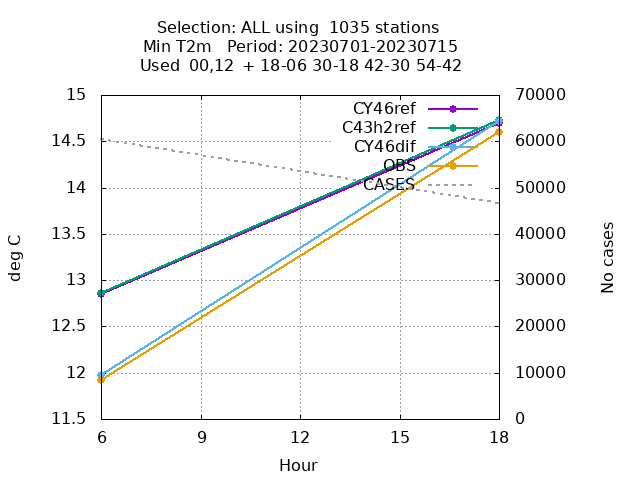 Selection: ALL using  1035 stations
Min T2m   Period: 20230701-20230715
Used  00,12  + 18-06 30-18 42-30 54-42
15
14.5
14
13.5
13
12.5
12
11.5
70000
60000
50000
40000
30000
20000
10000
0
CY46ref
C43h2ref
CY46dif
OBS
CASES
deg C
No cases
6
9
12
15
18
Hour